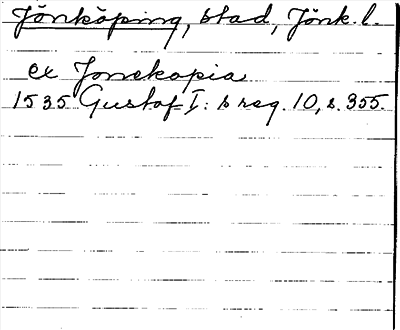 Jönköping, stad, Jönk. l.
ex Jonekopia
1535 Gustaf I:s reg. 10, s. 355.